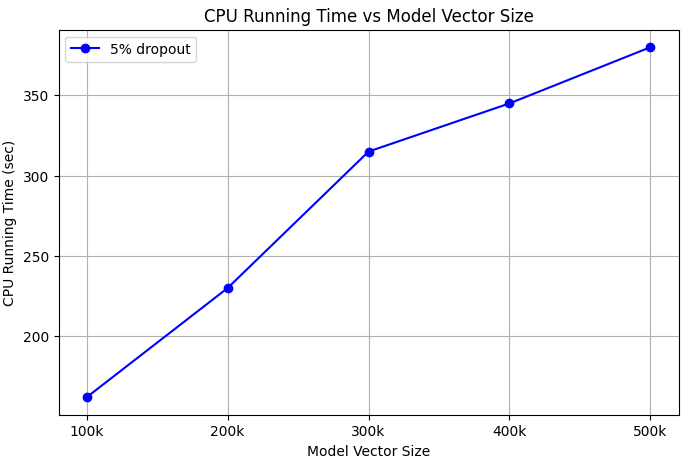 CPU Running Time vs Model Vector Size
5% dropout
CPU Running Time (sec)
350
300
250
200
100k 200k 300k 400k 500k
Model Vector Size